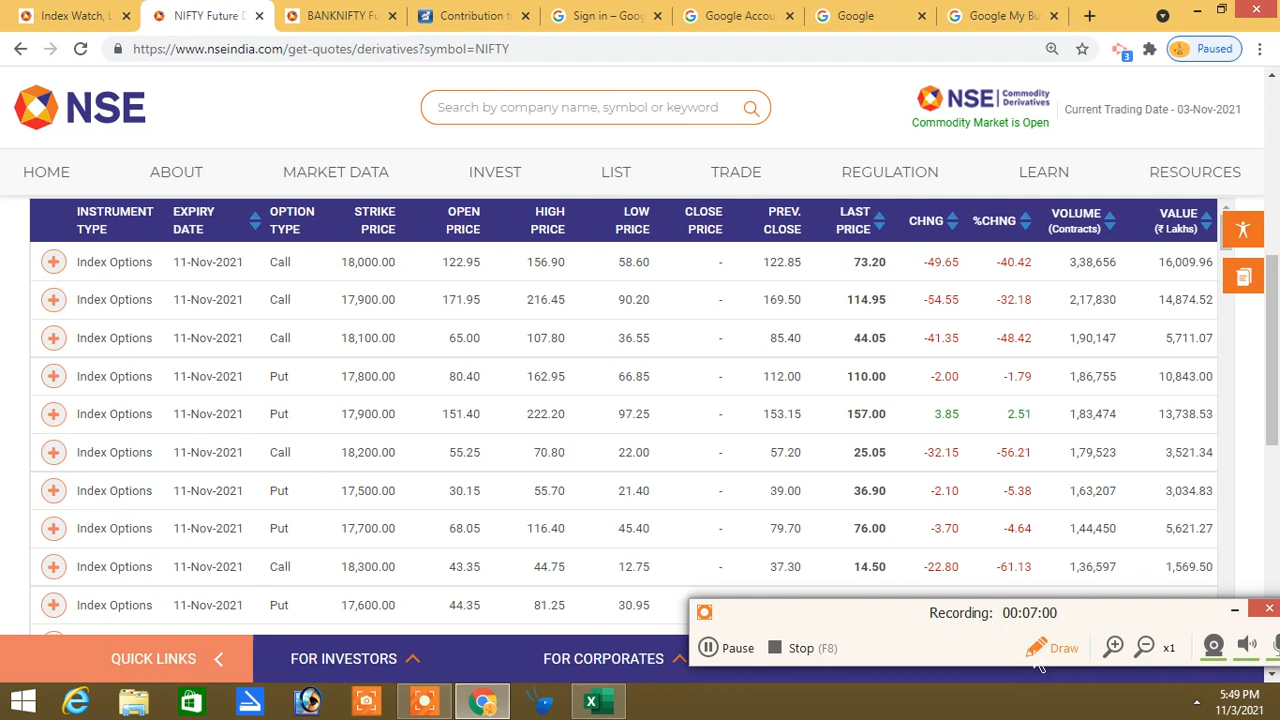 Index Watch, L
NIFTY Future D
BANKNIFTY Fu
Contribution to
Sign in – Goog
Google Accou
Google
Google My Bu
https://www.nseindia.com/get-quotes/derivatives?symbol=NIFTY
3
Paused
NSE
Search by company name, symbol or keyword
NSE Commodity Derivatives
Commodity Market is Open
Current Trading Date - 03-Nov-2021
HOME ABOUT MARKET DATA INVEST LIST TRADE REGULATION LEARN RESOURCES
INSTRUMENT TYPE EXPIRY DATE OPTION TYPE STRIKE PRICE OPEN PRICE HIGH PRICE LOW PRICE CLOSE PRICE PREV. CLOSE LAST PRICE CHNG %CHNG VOLUME (Contracts) VALUE (₹ Lakhs)
Index Options 11-Nov-2021 Call 18,000.00 122.95 156.90 58.60 - 122.85 73.20 -49.65 -40.42 3,38,656 16,009.96
Index Options 11-Nov-2021 Call 17,900.00 171.95 216.45 90.20 - 169.50 114.95 -54.55 -32.18 2,17,830 14,874.52
Index Options 11-Nov-2021 Call 18,100.00 65.00 107.80 36.55 - 85.40 44.05 -41.35 -48.42 1,90,147 5,711.07
Index Options 11-Nov-2021 Put 17,800.00 80.40 162.95 66.85 - 112.00 110.00 -2.00 -1.79 1,86,755 10,843.00
Index Options 11-Nov-2021 Put 17,900.00 151.40 222.20 97.25 - 153.15 157.00 3.85 2.51 1,83,474 13,738.53
Index Options 11-Nov-2021 Call 18,200.00 55.25 70.80 22.00 - 57.20 25.05 -32.15 -56.21 1,79,523 3,521.34
Index Options 11-Nov-2021 Put 17,500.00 30.15 55.70 21.40 - 39.00 36.90 -2.10 -5.38 1,63,207 3,034.83
Index Options 11-Nov-2021 Put 17,700.00 68.05 116.40 45.40 - 79.70 76.00 -3.70 -4.64 1,44,450 5,621.27
Index Options 11-Nov-2021 Call 18,300.00 43.35 44.75 12.75 - 37.30 14.50 -22.80 -61.13 1,36,597 1,569.50
Index Options 11-Nov-2021 Put 17,600.00 44.35 81.25 30.95
Recording: 00:07:00
Pause Stop (F8) Draw x1
QUICK LINKS FOR INVESTORS FOR CORPORATES
5:49 PM
11/3/2021